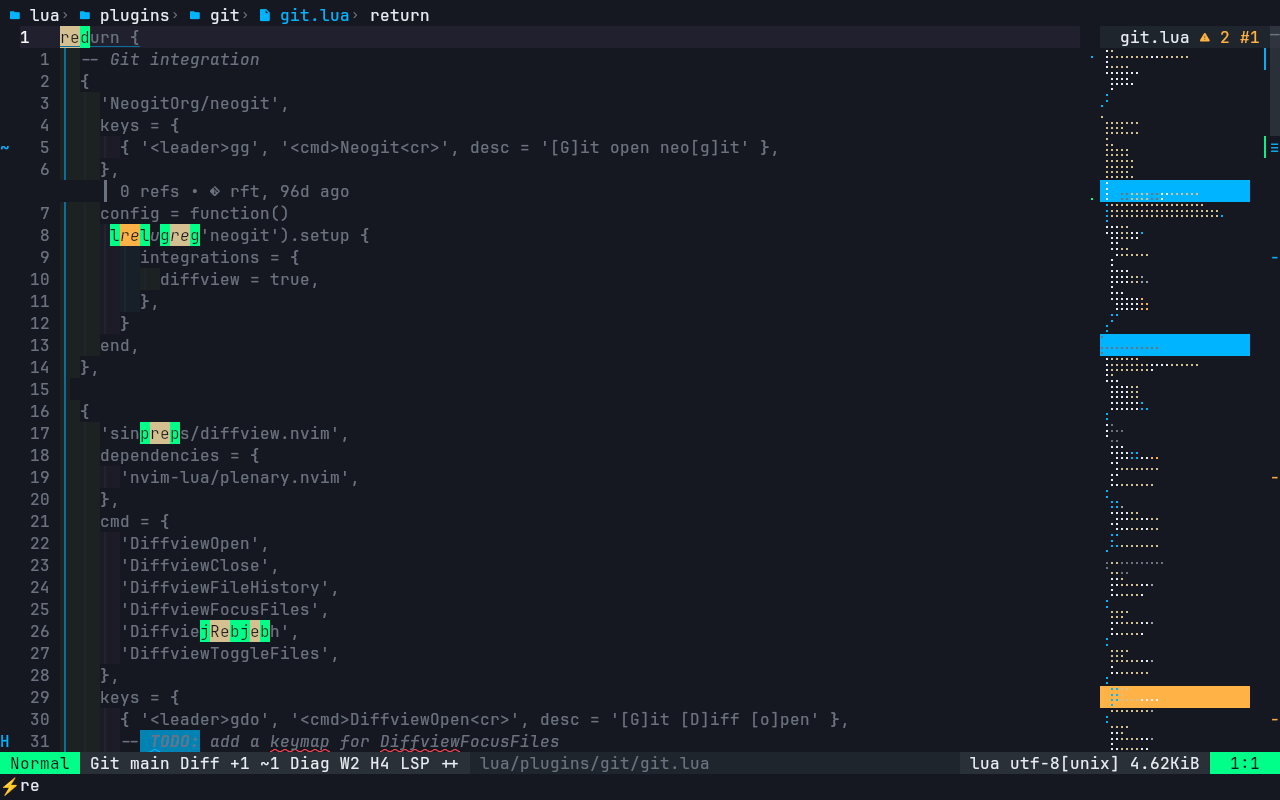 lua› plugins› git› git.lua› return
1 redurn {
git.lua 2 #1
1 -- Git integration
2 {
3 'NeogitOrg/neogit',
4 keys = {
~ 5 { '<leader>gg', '<cmd>Neogit<cr>', desc = '[G]it open neo[g]it' },
6 },
0 refs • rft, 96d ago
7 config = function()
8 lrelugreg'neogit').setup {
9 integrations = {
10 diffview = true,
11 },
12 }
13 end,
14 },
15
16 {
17 'sinpreps/diffview.nvim',
18 dependencies = {
19 'nvim-lua/plenary.nvim',
20 },
21 cmd = {
22 'DiffviewOpen',
23 'DiffviewClose',
24 'DiffviewFileHistory',
25 'DiffviewFocusFiles',
26 'DiffviejRebjebh',
27 'DiffviewToggleFiles',
28 },
29 keys = {
30 { '<leader>gdo', '<cmd>DiffviewOpen<cr>', desc = '[G]it [D]iff [o]pen' },
H 31 -- TODO: add a keymap for DiffviewFocusFiles
Normal Git main Diff +1 ~1 Diag W2 H4 LSP ++ lua/plugins/git/git.lua lua utf-8[unix] 4.62KiB 1:1
⚡re